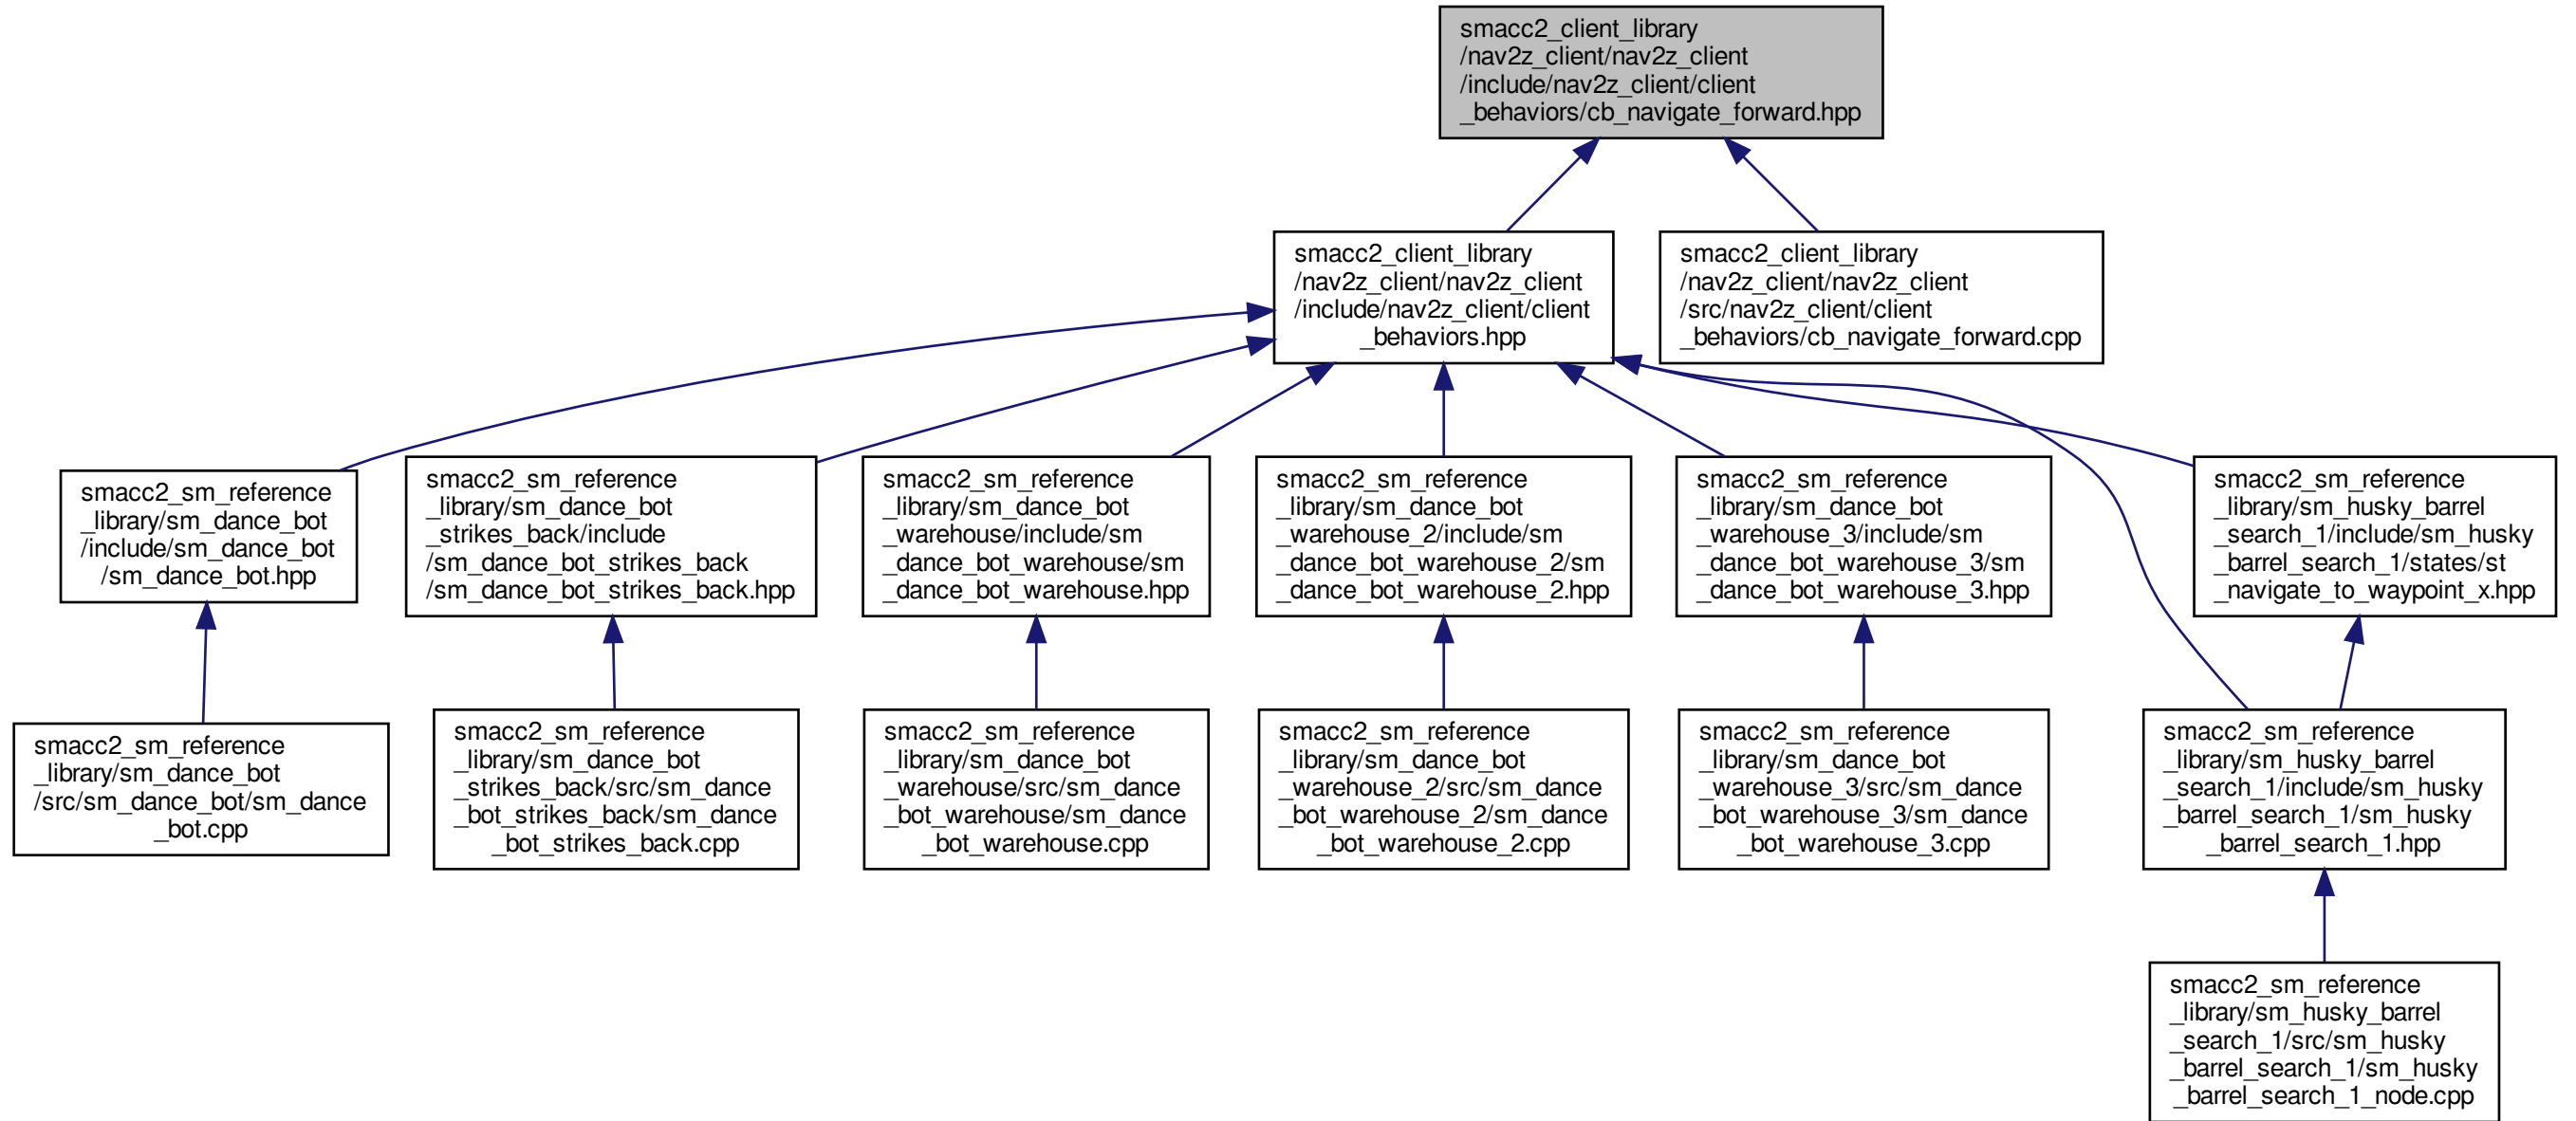 smacc2_client_library
/nav2z_client/nav2z_client
/include/nav2z_client/client
_behaviors/cb_navigate_forward.hpp
smacc2_client_library
/nav2z_client/nav2z_client
/include/nav2z_client/client
_behaviors.hpp
smacc2_client_library
/nav2z_client/nav2z_client
/src/nav2z_client/client
_behaviors/cb_navigate_forward.cpp
smacc2_sm_reference
_library/sm_dance_bot
/include/sm_dance_bot
/sm_dance_bot.hpp
smacc2_sm_reference
_library/sm_dance_bot
_strikes_back/include
/sm_dance_bot_strikes_back
/sm_dance_bot_strikes_back.hpp
smacc2_sm_reference
_library/sm_dance_bot
_warehouse/include/sm
_dance_bot_warehouse/sm
_dance_bot_warehouse.hpp
smacc2_sm_reference
_library/sm_dance_bot
_warehouse_2/include/sm
_dance_bot_warehouse_2/sm
_dance_bot_warehouse_2.hpp
smacc2_sm_reference
_library/sm_dance_bot
_warehouse_3/include/sm
_dance_bot_warehouse_3/sm
_dance_bot_warehouse_3.hpp
smacc2_sm_reference
_library/sm_husky_barrel
_search_1/include/sm_husky
_barrel_search_1/states/st
_navigate_to_waypoint_x.hpp
smacc2_sm_reference
_library/sm_dance_bot
/src/sm_dance_bot/sm_dance
_bot.cpp
smacc2_sm_reference
_library/sm_dance_bot
_strikes_back/src/sm_dance
_bot_strikes_back/sm_dance
_bot_strikes_back.cpp
smacc2_sm_reference
_library/sm_dance_bot
_warehouse/src/sm_dance
_bot_warehouse/sm_dance
_bot_warehouse.cpp
smacc2_sm_reference
_library/sm_dance_bot
_warehouse_2/src/sm_dance
_bot_warehouse_2/sm_dance
_bot_warehouse_2.cpp
smacc2_sm_reference
_library/sm_dance_bot
_warehouse_3/src/sm_dance
_bot_warehouse_3/sm_dance
_bot_warehouse_3.cpp
smacc2_sm_reference
_library/sm_husky_barrel
_search_1/include/sm_husky
_barrel_search_1/sm_husky
_barrel_search_1.hpp
smacc2_sm_reference
_library/sm_husky_barrel
_search_1/src/sm_husky
_barrel_search_1/sm_husky
_barrel_search_1_node.cpp